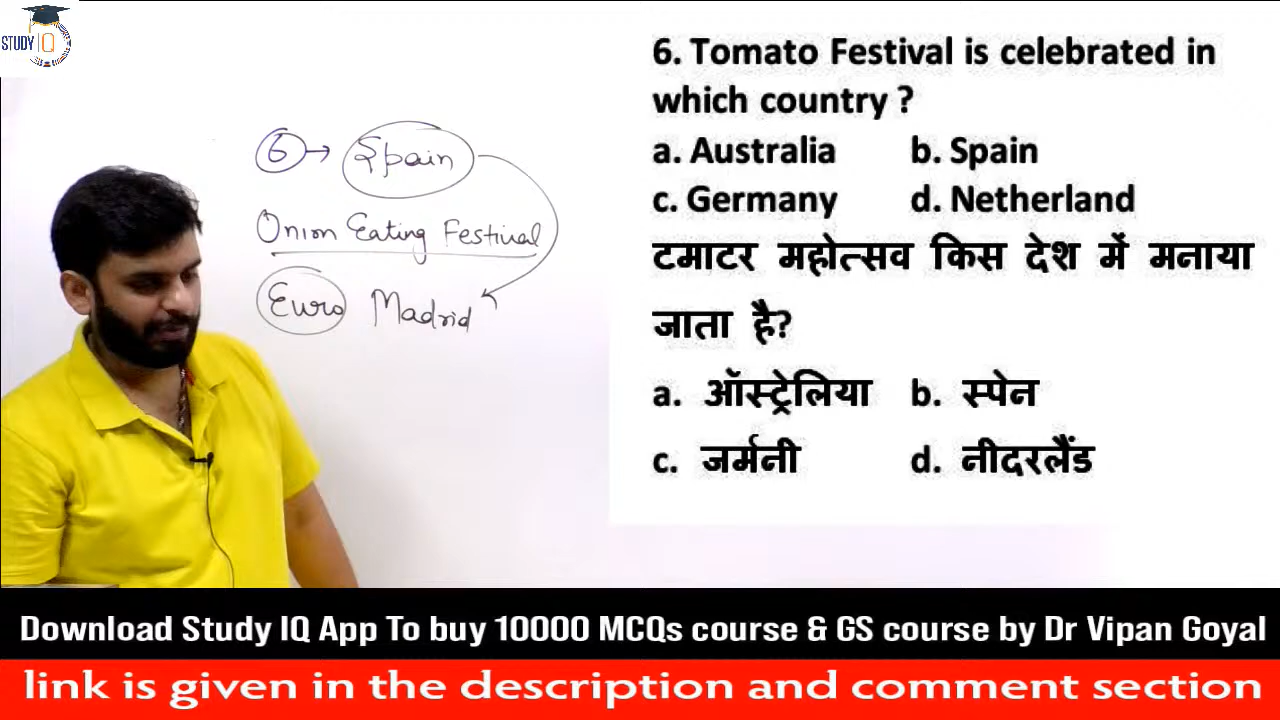 STUDY IQ
6 → Spain
Onion Eating Festival
Euro Madrid
6. Tomato Festival is celebrated in
which country ?
a. Australia b. Spain
c. Germany d. Netherland
टमाटर महोत्सव किस देश में मनाया
जाता है?
a. ऑस्ट्रेलिया b. स्पेन
c. जर्मनी d. नीदरलैंड
Download Study IQ App To buy 10000 MCQs course & GS course by Dr Vipan Goyal
link is given in the description and comment section